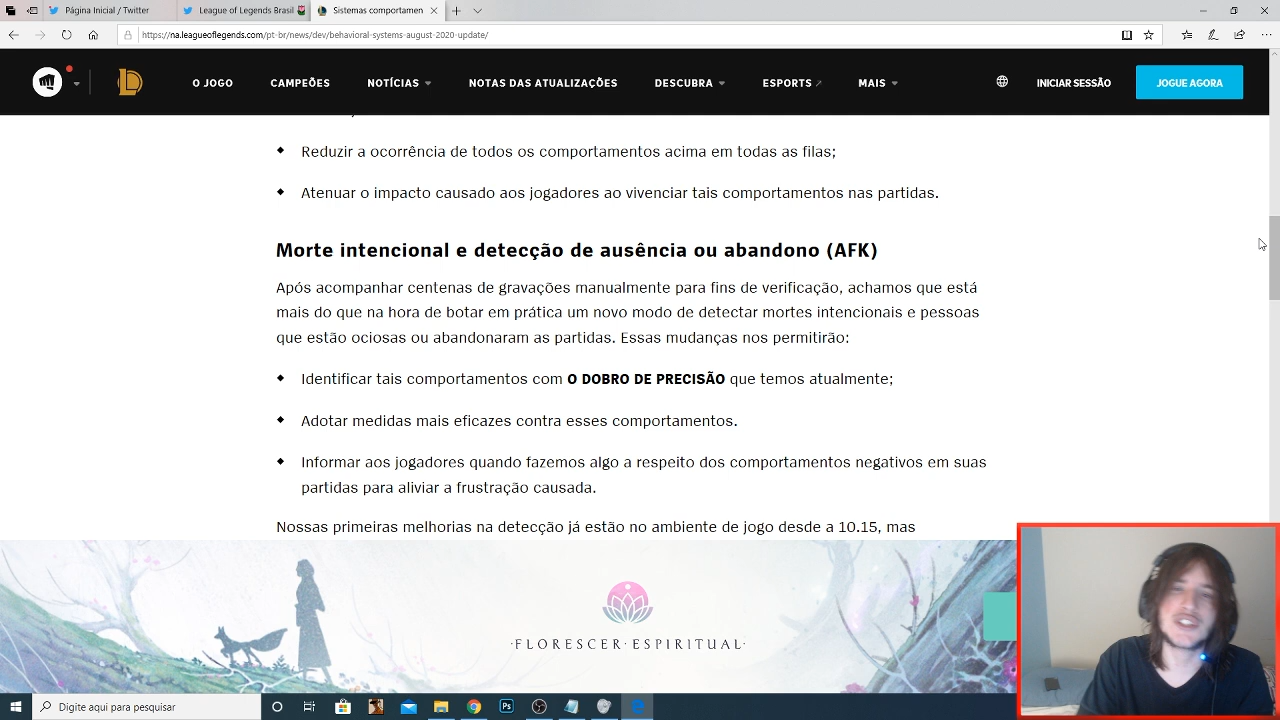 Página Inicial / Twitter
League of Legends Brasil
Sistemas comportamen
https://na.leagueoflegends.com/pt-br/news/dev/behavioral-systems-august-2020-update/
O JOGO
CAMPEÕES
NOTÍCIAS
NOTAS DAS ATUALIZAÇÕES
DESCUBRA
ESPORTS
MAIS
INICIAR SESSÃO
JOGUE AGORA
Reduzir a ocorrência de todos os comportamentos acima em todas as filas;
Atenuar o impacto causado aos jogadores ao vivenciar tais comportamentos nas partidas.
Morte intencional e detecção de ausência ou abandono (AFK)
Após acompanhar centenas de gravações manualmente para fins de verificação, achamos que está
mais do que na hora de botar em prática um novo modo de detectar mortes intencionais e pessoas
que estão ociosas ou abandonaram as partidas. Essas mudanças nos permitirão:
Identificar tais comportamentos com O DOBRO DE PRECISÃO que temos atualmente;
Adotar medidas mais eficazes contra esses comportamentos.
Informar aos jogadores quando fazemos algo a respeito dos comportamentos negativos em suas
partidas para aliviar a frustração causada.
Nossas primeiras melhorias na detecção já estão no ambiente de jogo desde a 10.15, mas
·FLORESCER·ESPIRITUAL·
Digite aqui para pesquisar
Ps